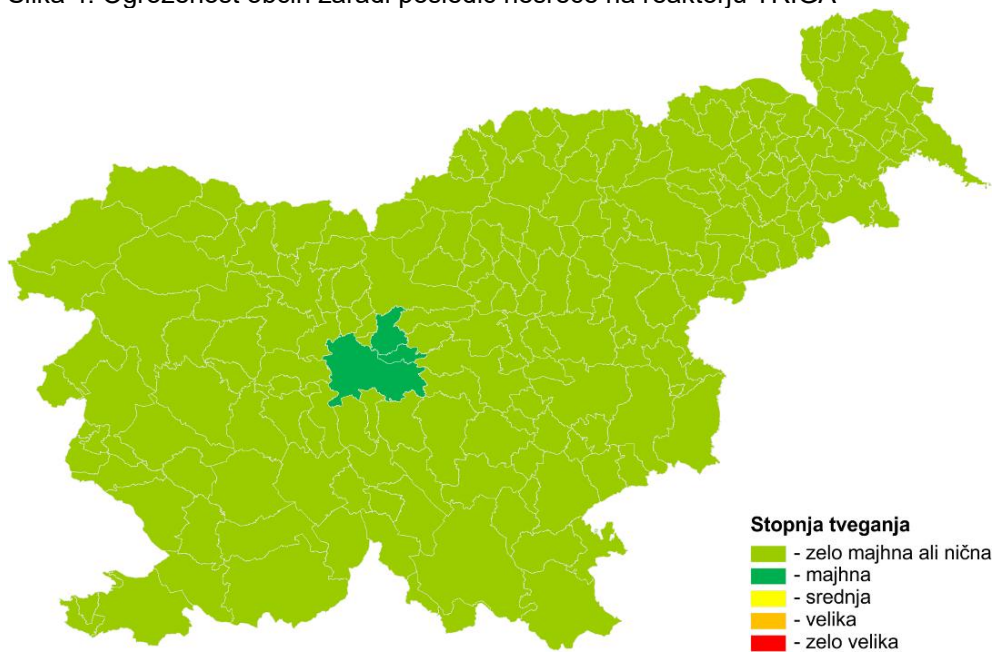 Slika 4: Ogroženost občin zaradi posledic nesreče na reaktorju TRIGA
Stopnja tveganja
- zelo majhna ali nična
- majhna
- srednja
- velika
- zelo velika